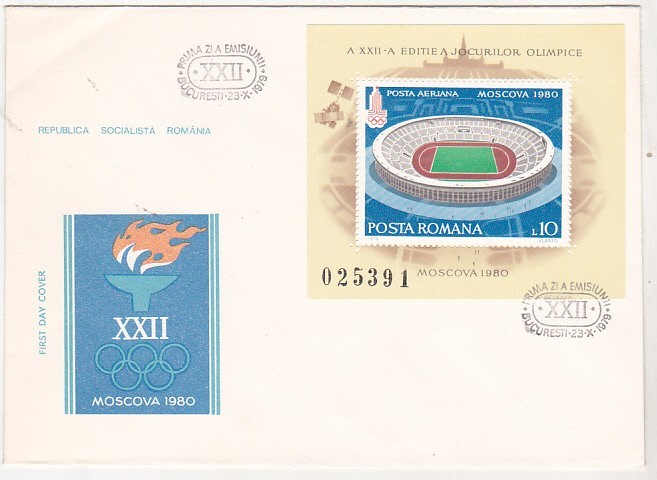 PRIMA ZI A EMISIUNII
XXII
BUCURESTI·23·X·1979
REPUBLICA SOCIALISTĂ ROMÂNIA
A XXII-A EDITIE A JOCURILOR OLIMPICE
POSTA AERIANA MOSCOVA 1980
POSTA ROMANA L10
1979
MOSCOVA 1980
025391
FIRST DAY COVER
XXII
MOSCOVA 1980
PRIMA ZI A EMISIUNII
XXII
BUCURESTI·23·X·1979